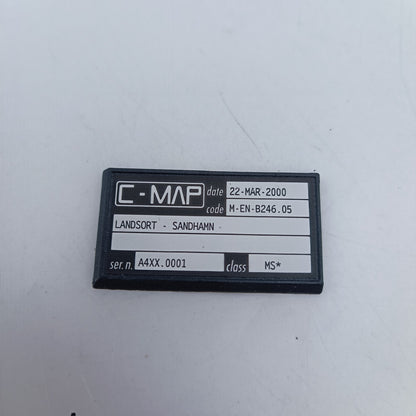 C-MAP date 22-MAR-2000
code M-EN-B246.05
LANDSORT - SANDHAMN -
ser.n. A4XX.0001 class MS*